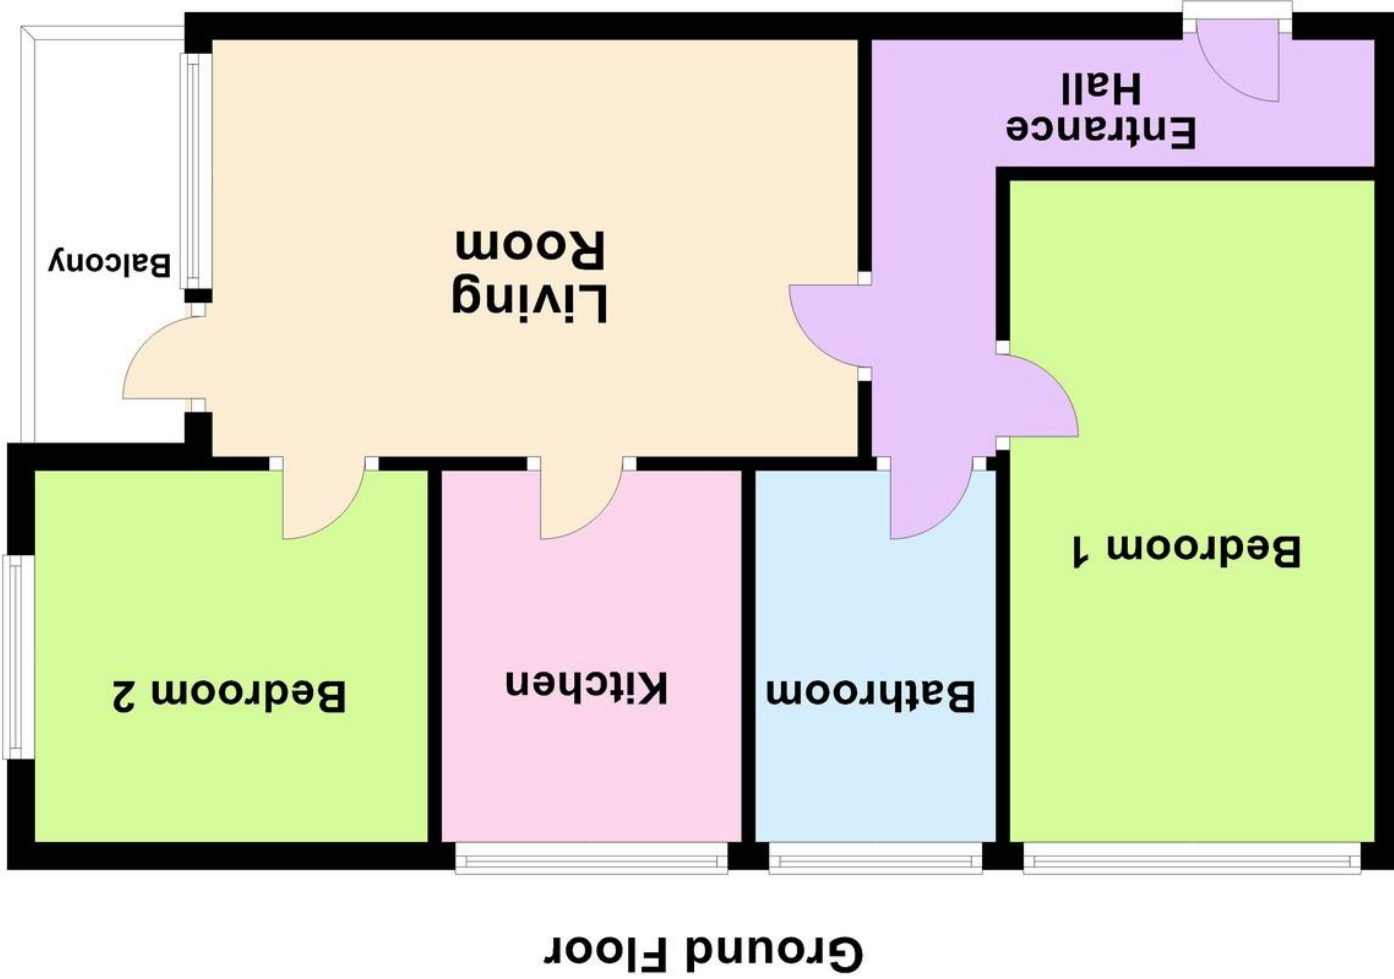 Ground Floor
Bedroom 2
Kitchen
Bathroom
Bedroom 1
Living
Room
Balcony
Entrance
Hall